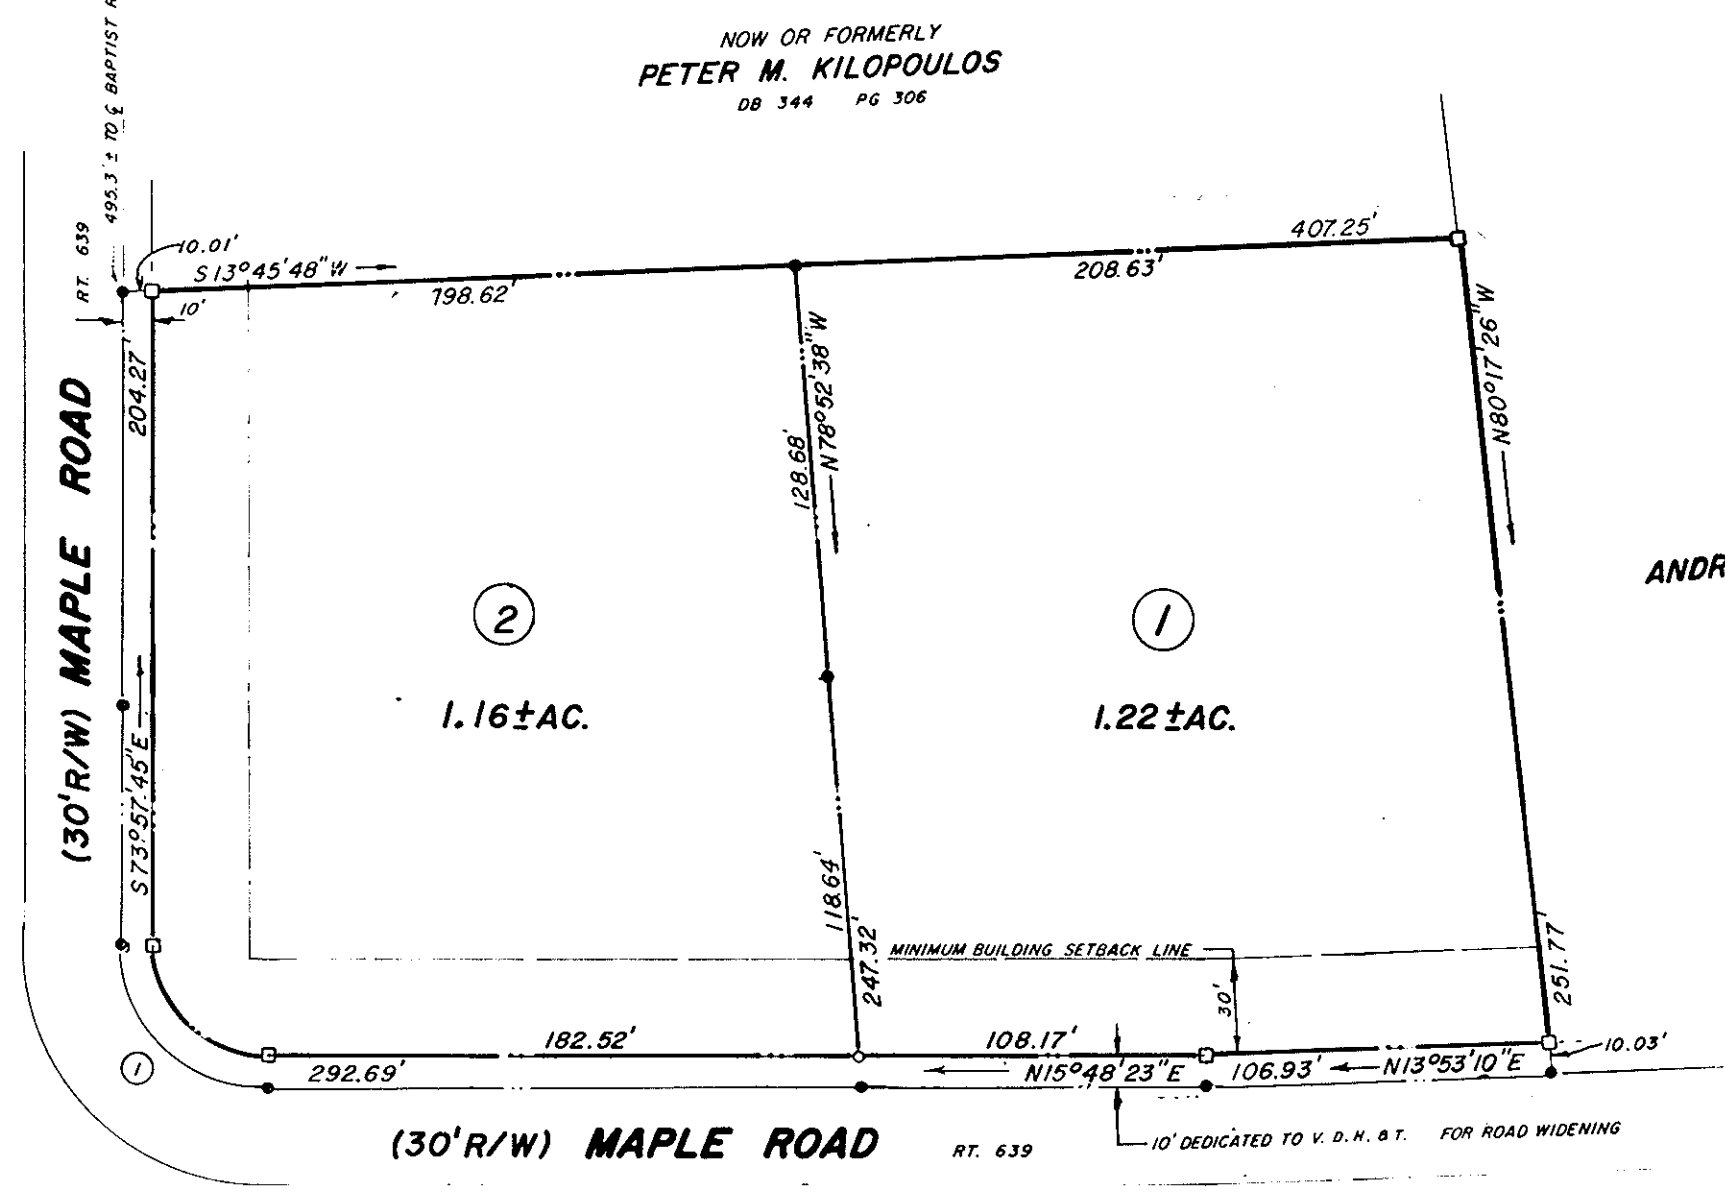 NOW OR FORMERLY
PETER M. KILOPOULOS
DB 344 PG 306
495.3'± TO ℄ BAPTIST
RT. 639
10.01'
S13°45'48"W
407.25'
198.62'
208.63'
10'
204.27'
128.68'
N78°52'38"W
N80°17'26"W
(30'R/W) MAPLE ROAD
ANDR
2
1.16±AC.
1
1.22±AC.
S73°57'45"E
118.64'
247.32'
MINIMUM BUILDING SETBACK LINE
30'
251.77'
182.52'
108.17'
10.03'
1
292.69'
N15°48'23"E
106.93'
N13°53'10"E
(30'R/W) MAPLE ROAD RT. 639
10' DEDICATED TO V. D. H. & T. FOR ROAD WIDENING